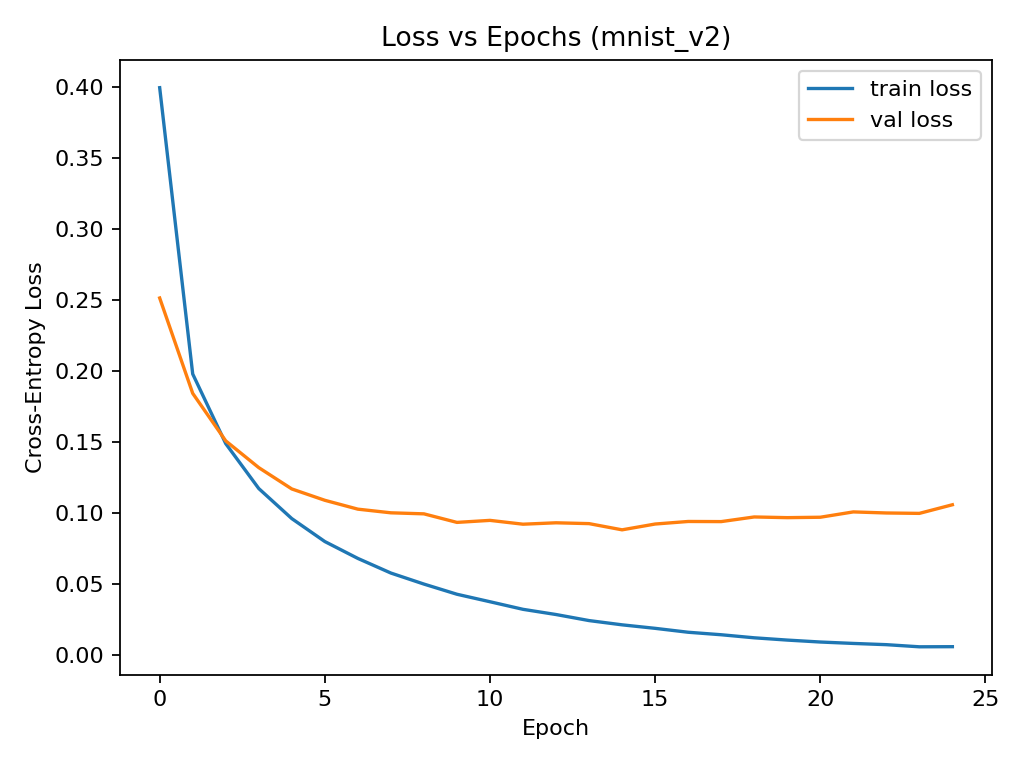 Loss vs Epochs (mnist_v2)
train loss
val loss
Cross-Entropy Loss
0.40
0.35
0.30
0.25
0.20
0.15
0.10
0.05
0.00
0 5 10 15 20 25
Epoch